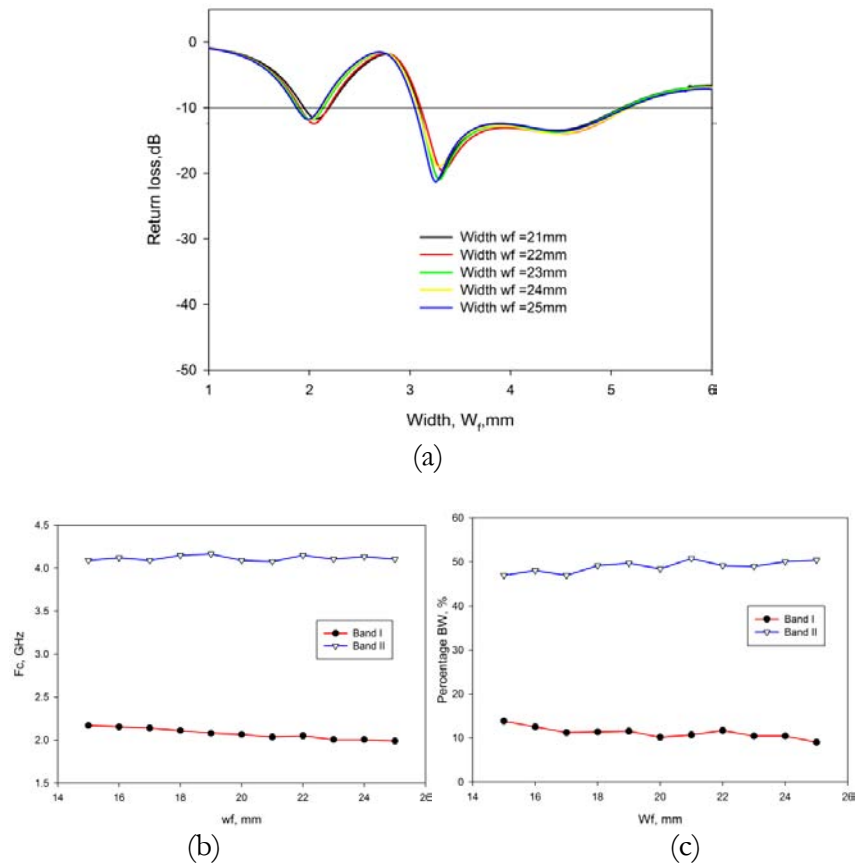 0
-10
-20
-30
-40
-50
Return loss,dB
Width wf =21mm
Width wf =22mm
Width wf =23mm
Width wf =24mm
Width wf =25mm
1 2 3 4 5 6
Width, Wf,mm
(a)
4.5
4.0
3.5
3.0
2.5
2.0
1.5
Fc, GHz
Band I
Band II
14 16 18 20 22 24 26
wf, mm
(b)
60
50
40
30
20
10
0
Percentage BW, %
Band I
Band II
14 16 18 20 22 24 26
Wf, mm
(c)